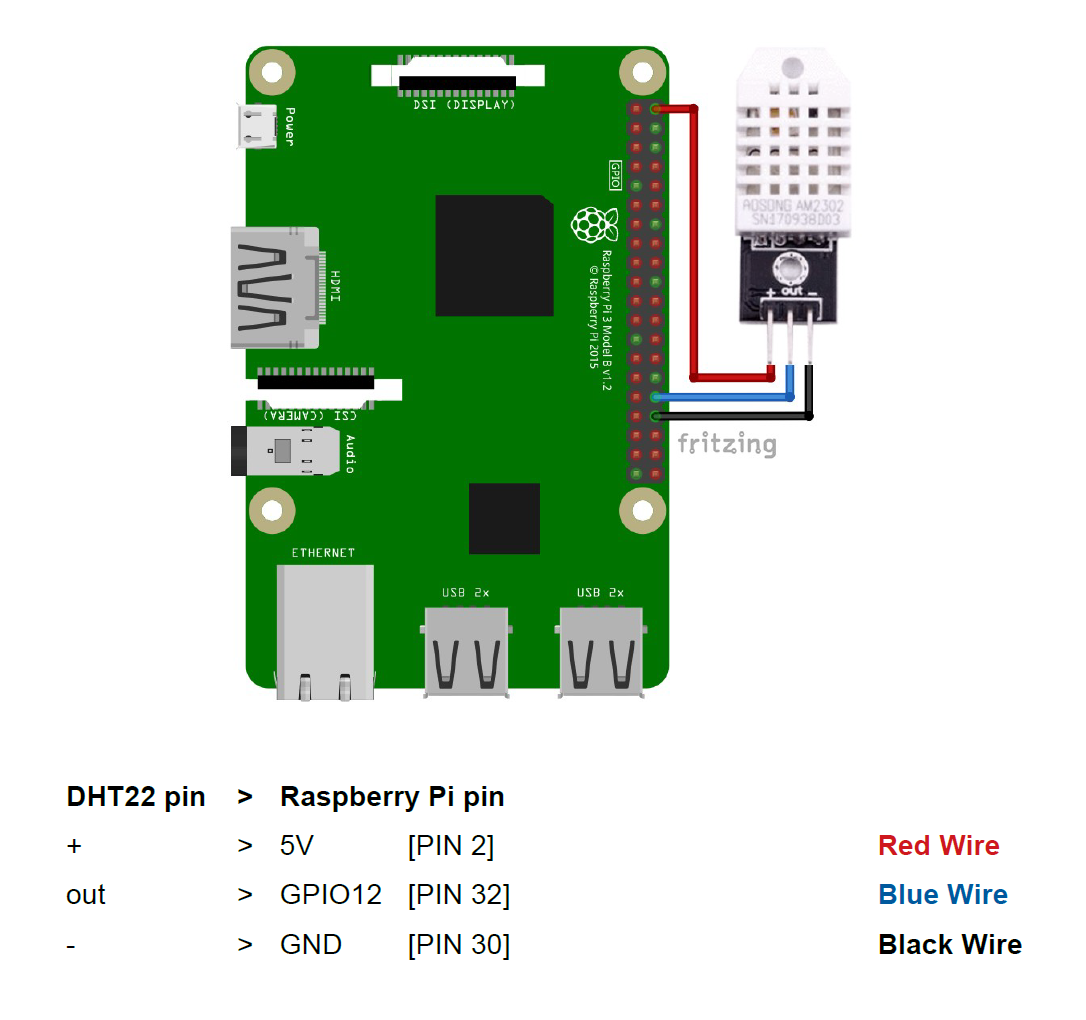 DSI (DISPLAY)
Power
GPIO
HDMI
Raspberry Pi 3 Model B v1.2
© Raspberry Pi 2015
CSI (CAMERA)
Audio
ETHERNET
USB 2x
USB 2x
AOSONG AM2302
SN170938D03
+ out -
fritzing
DHT22 pin > Raspberry Pi pin
+ > 5V [PIN 2] Red Wire
out > GPIO12 [PIN 32] Blue Wire
- > GND [PIN 30] Black Wire